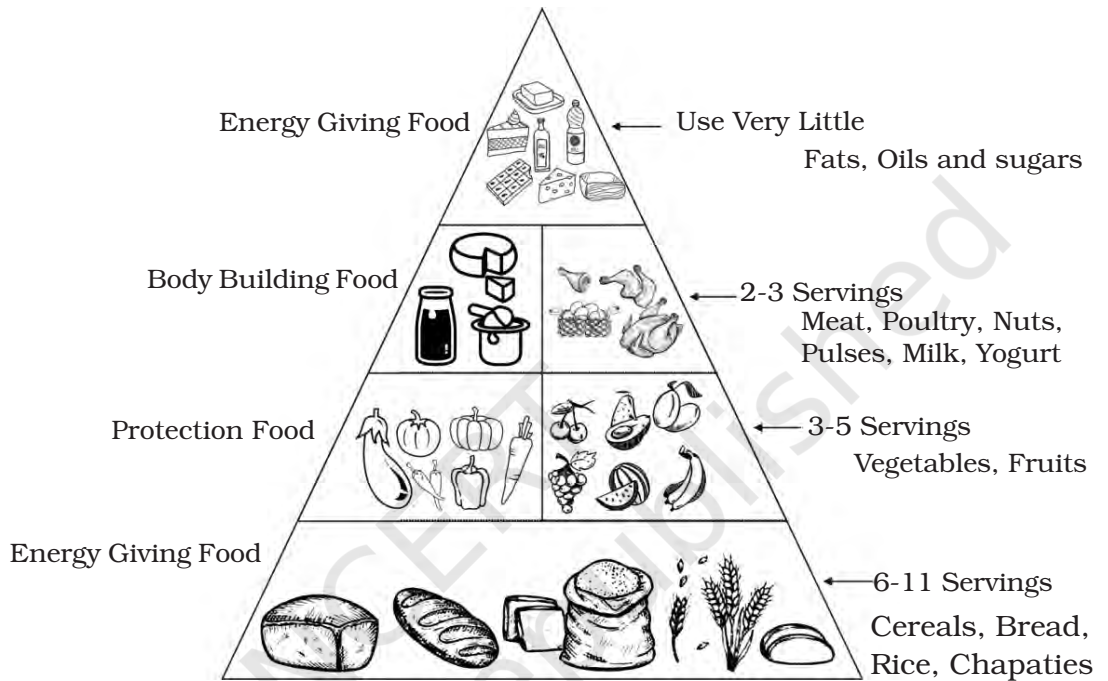 Energy Giving Food
Use Very Little
Fats, Oils and sugars
Body Building Food
2-3 Servings
Meat, Poultry, Nuts,
Pulses, Milk, Yogurt
Protection Food
3-5 Servings
Vegetables, Fruits
Energy Giving Food
6-11 Servings
Cereals, Bread,
Rice, Chapaties
NCERT
published